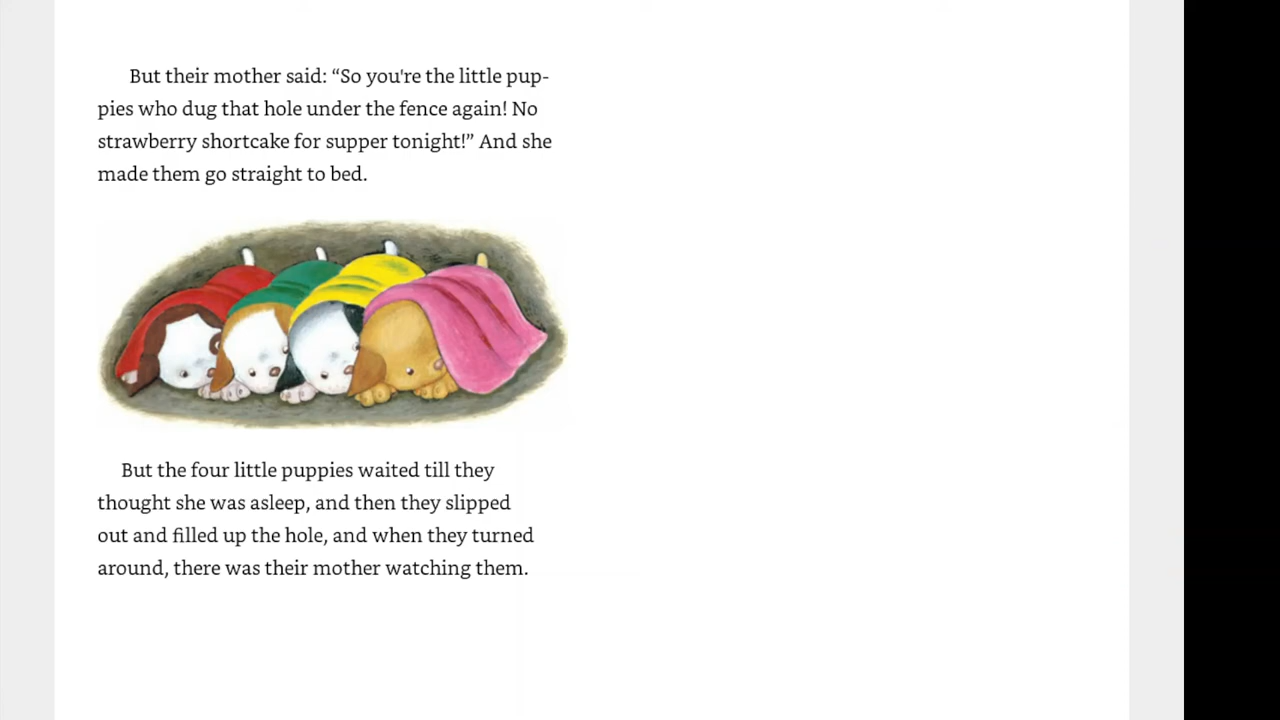 But their mother said: “So you're the little pup-
pies who dug that hole under the fence again! No
strawberry shortcake for supper tonight!” And she
made them go straight to bed.
But the four little puppies waited till they
thought she was asleep, and then they slipped
out and filled up the hole, and when they turned
around, there was their mother watching them.